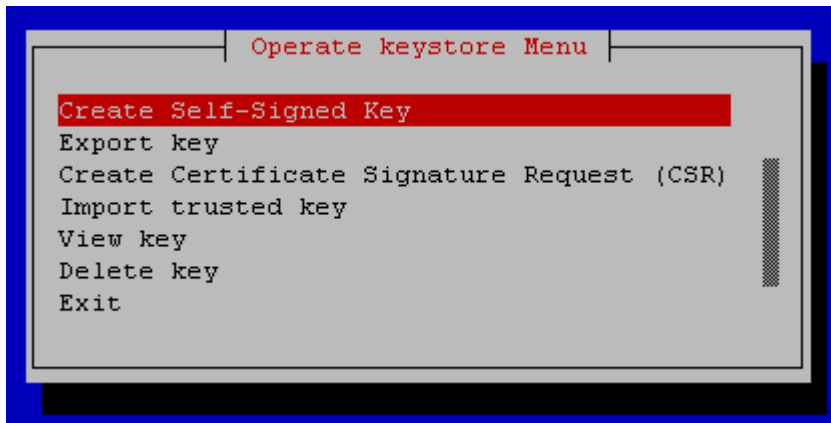 Operate keystore Menu
Create Self-Signed Key
Export key
Create Certificate Signature Request (CSR)
Import trusted key
View key
Delete key
Exit